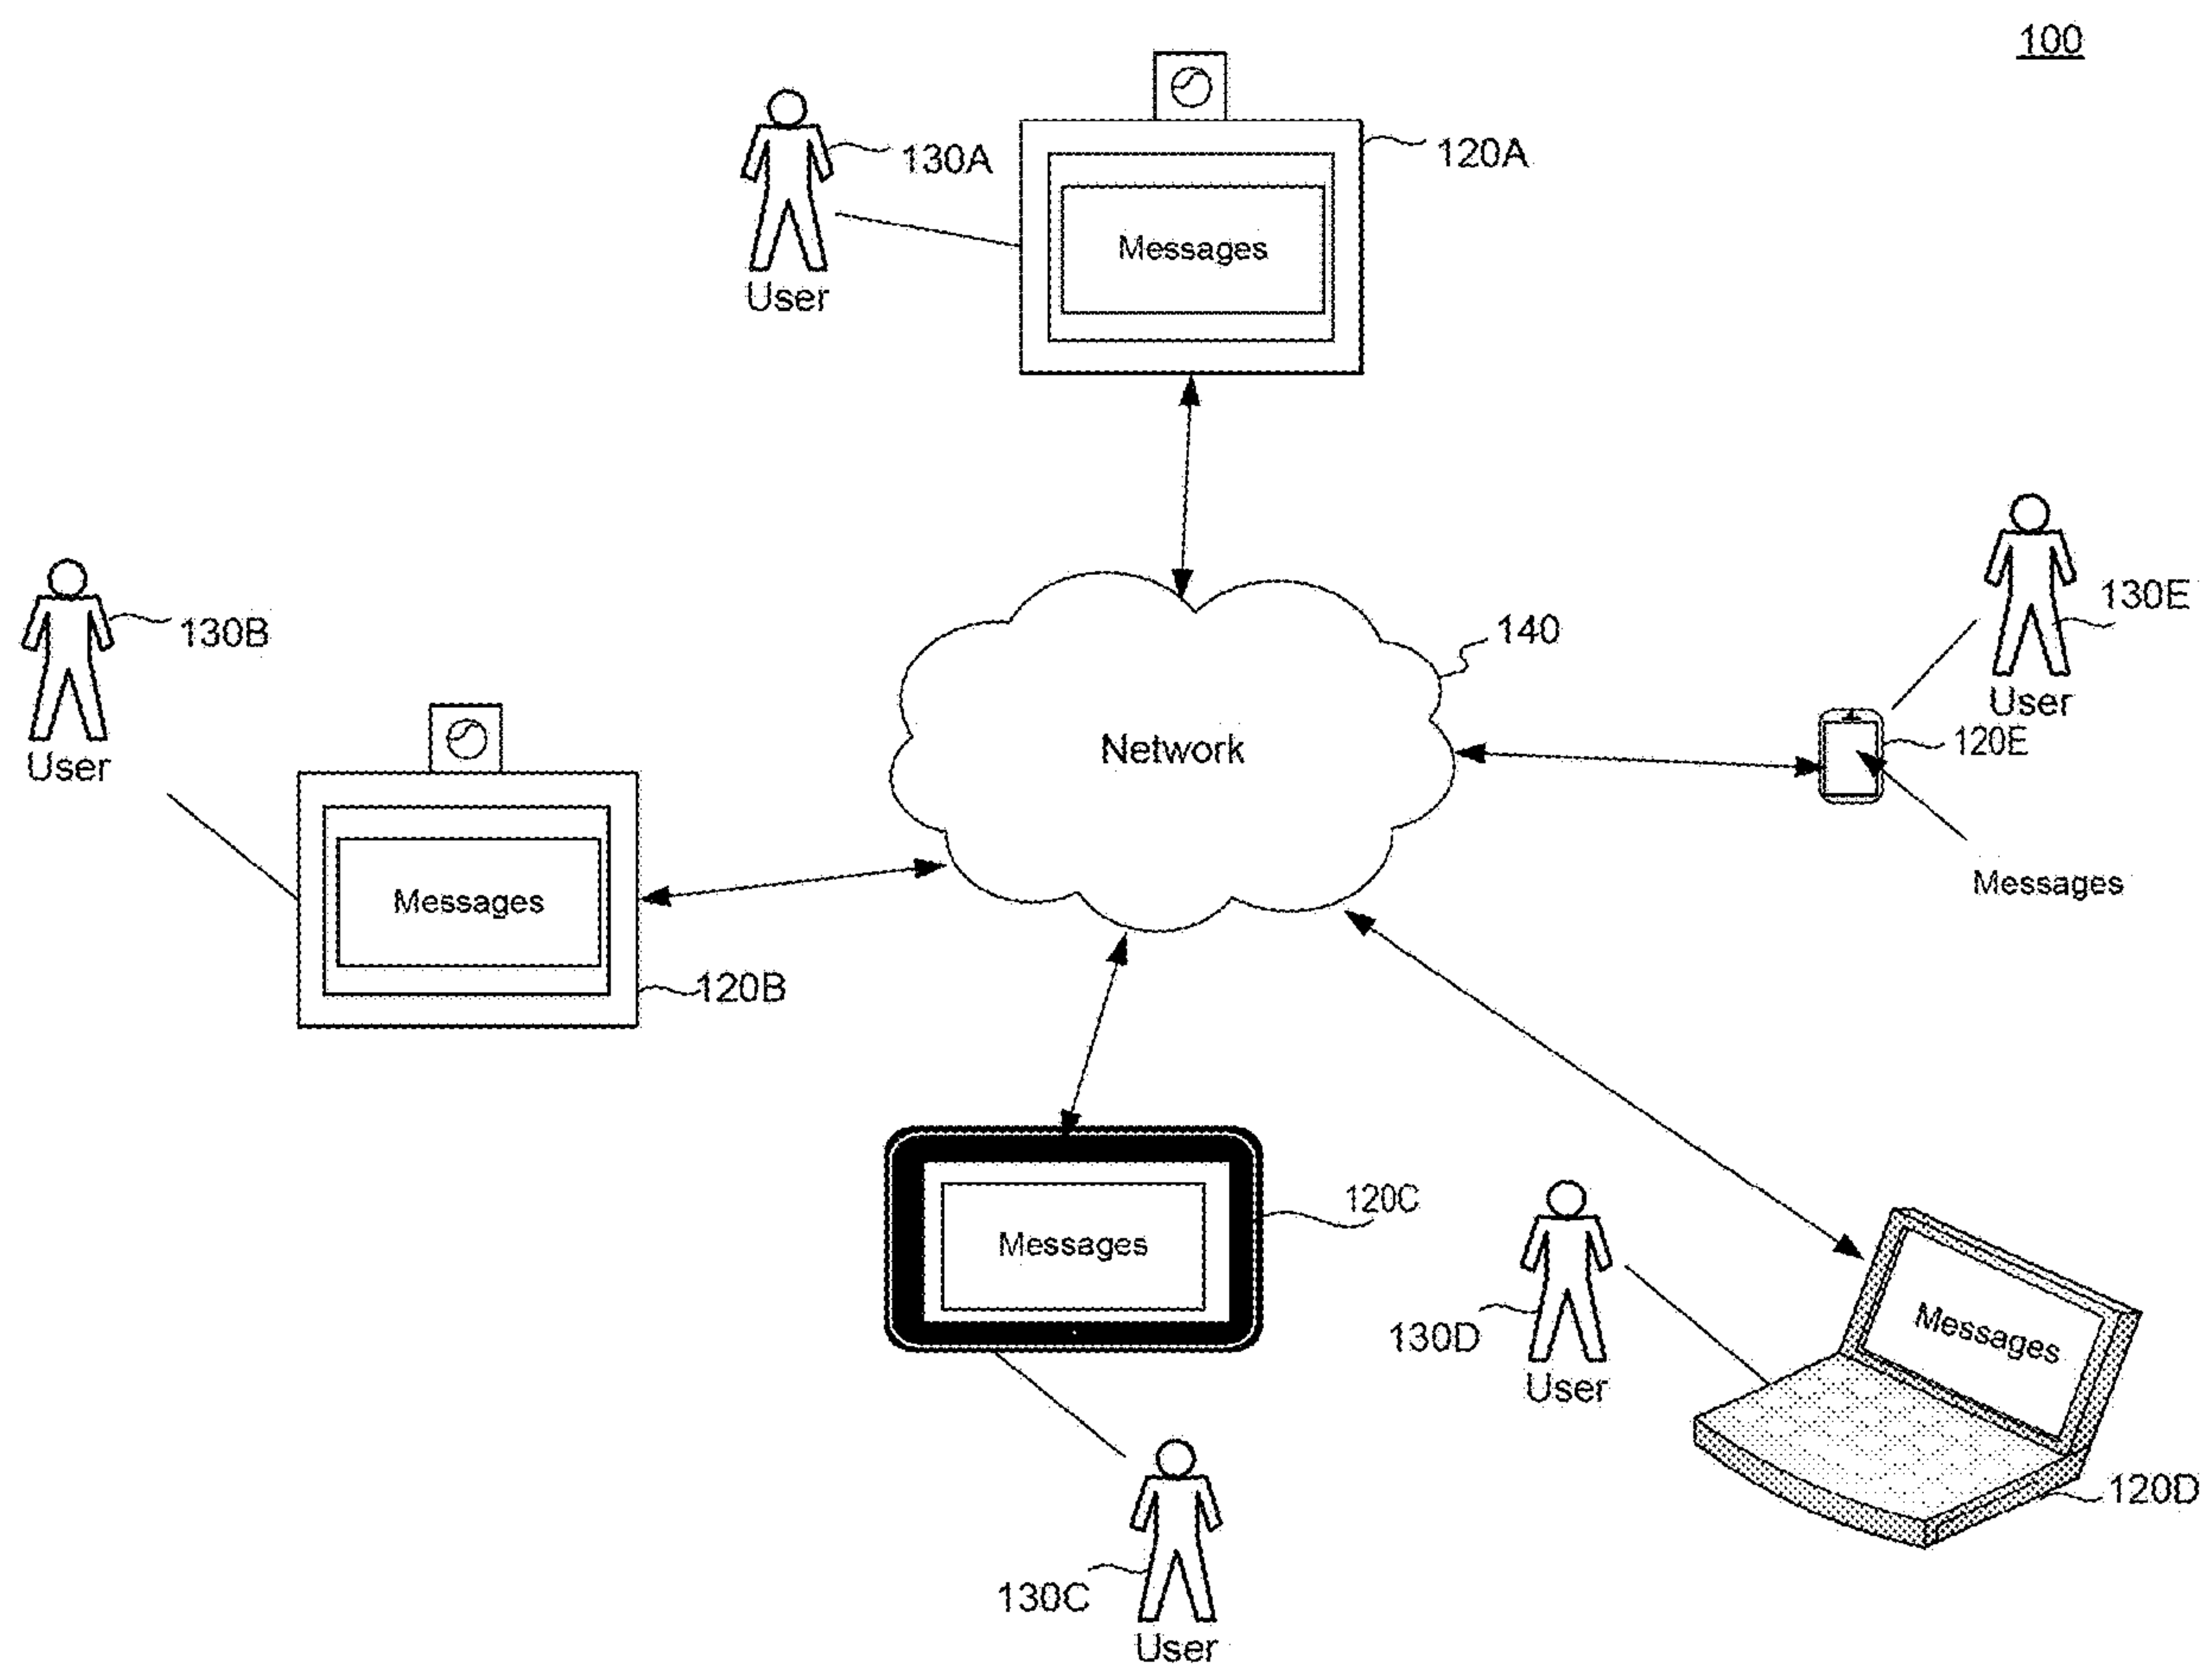 100
130A
120A
Messages
User
130E
130B
140
User
Network
120E
User
Messages
Messages
120B
120C
Messages
130D
Messages
User
120D
130C
User